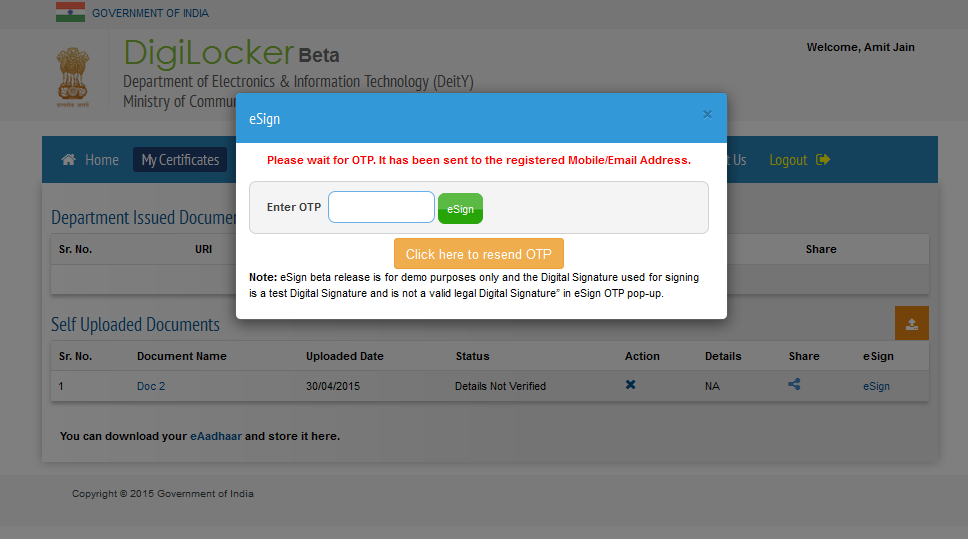 GOVERNMENT OF INDIA
DigiLocker Beta
Welcome, Amit Jain
Department of Electronics & Information Technology (DeitY)
Ministry of Commu
eSign
×
Please wait for OTP. It has been sent to the registered Mobile/Email Address.
Home My Certificates t Us Logout
Enter OTP eSign
Click here to resend OTP
Note: eSign beta release is for demo purposes only and the Digital Signature used for signing
is a test Digital Signature and is not a valid legal Digital Signature" in eSign OTP pop-up.
Department Issued Documen
Sr. No. URI Share
Self Uploaded Documents
Sr. No. Document Name Uploaded Date Status Action Details Share eSign
1 Doc 2 30/04/2015 Details Not Verified NA eSign
You can download your eAadhaar and store it here.
Copyright © 2015 Government of India